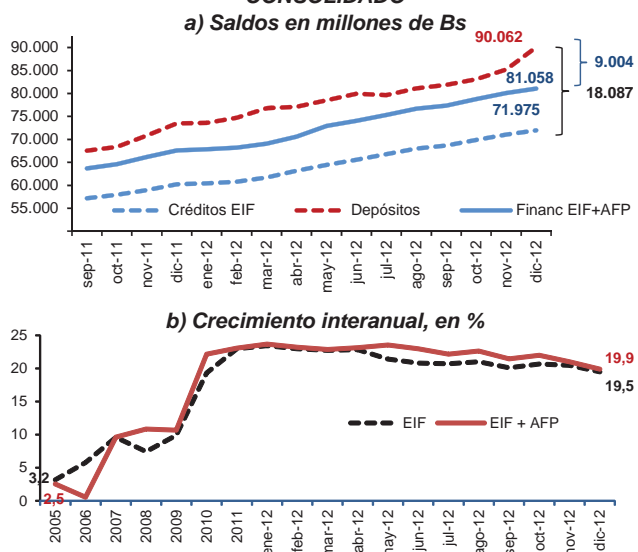 CONSOLIDADO
a) Saldos en millones de Bs
90.000
85.000
80.000
75.000
70.000
65.000
60.000
55.000
90.062
81.058
71.975
9.004
18.087
Créditos EIF
Depósitos
Financ EIF+AFP
sep-11
oct-11
nov-11
dic-11
ene-12
feb-12
mar-12
abr-12
may-12
jun-12
jul-12
ago-12
sep-12
oct-12
nov-12
dic-12
b) Crecimiento interanual, en %
25
20
15
10
5
0
3,2
2,5
19,9
19,5
EIF
EIF + AFP
2005
2006
2007
2008
2009
2010
2011
ene-12
feb-12
mar-12
abr-12
may-12
jun-12
jul-12
ago-12
sep-12
oct-12
nov-12
dic-12